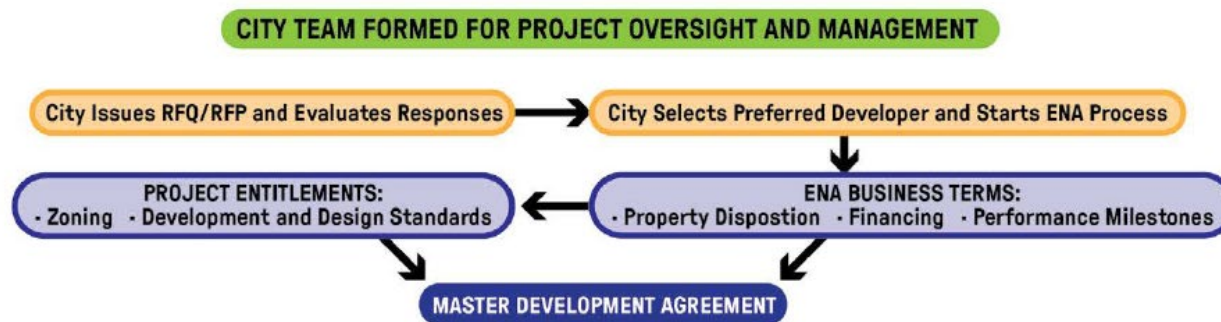 CITY TEAM FORMED FOR PROJECT OVERSIGHT AND MANAGEMENT
City Issues RFQ/RFP and Evaluates Responses
City Selects Preferred Developer and Starts ENA Process
PROJECT ENTITLEMENTS:
· Zoning · Development and Design Standards
ENA BUSINESS TERMS:
· Property Dispostion · Financing · Performance Milestones
MASTER DEVELOPMENT AGREEMENT